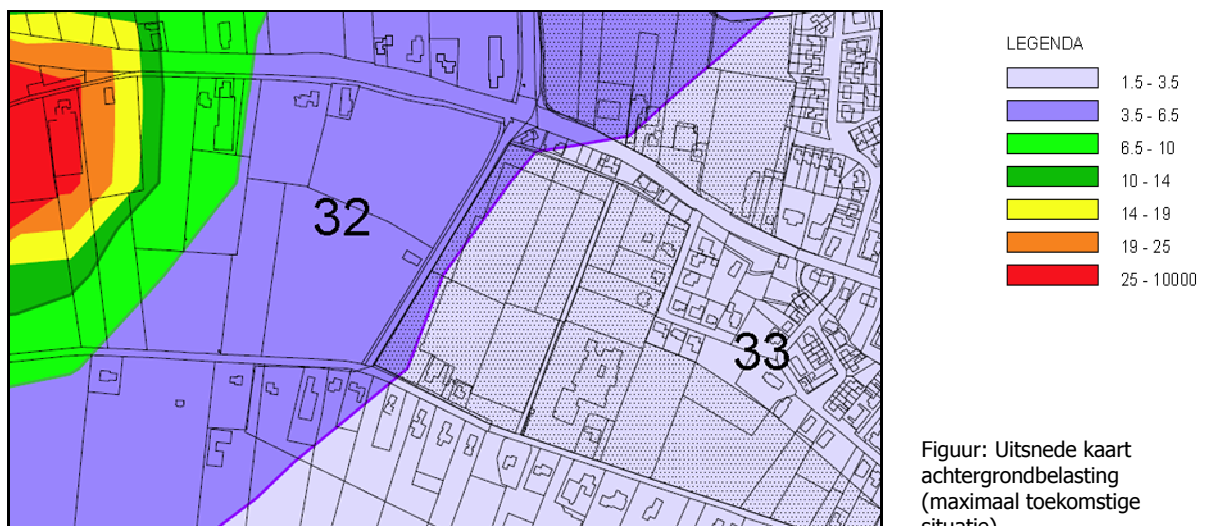 32
33
LEGENDA
1.5 - 3.5
3.5 - 6.5
6.5 - 10
10 - 14
14 - 19
19 - 25
25 - 10000
Figuur: Uitsnede kaart
achtergrondbelasting
(maximaal toekomstige
situatie)